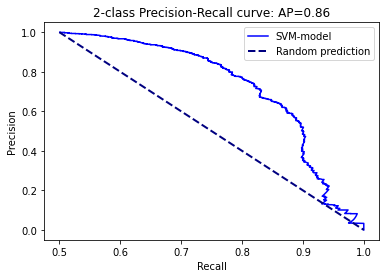 2-class Precision-Recall curve: AP=0.86
SVM-model
Random prediction
Precision
1.0
0.8
0.6
0.4
0.2
0.0
0.5 0.6 0.7 0.8 0.9 1.0
Recall